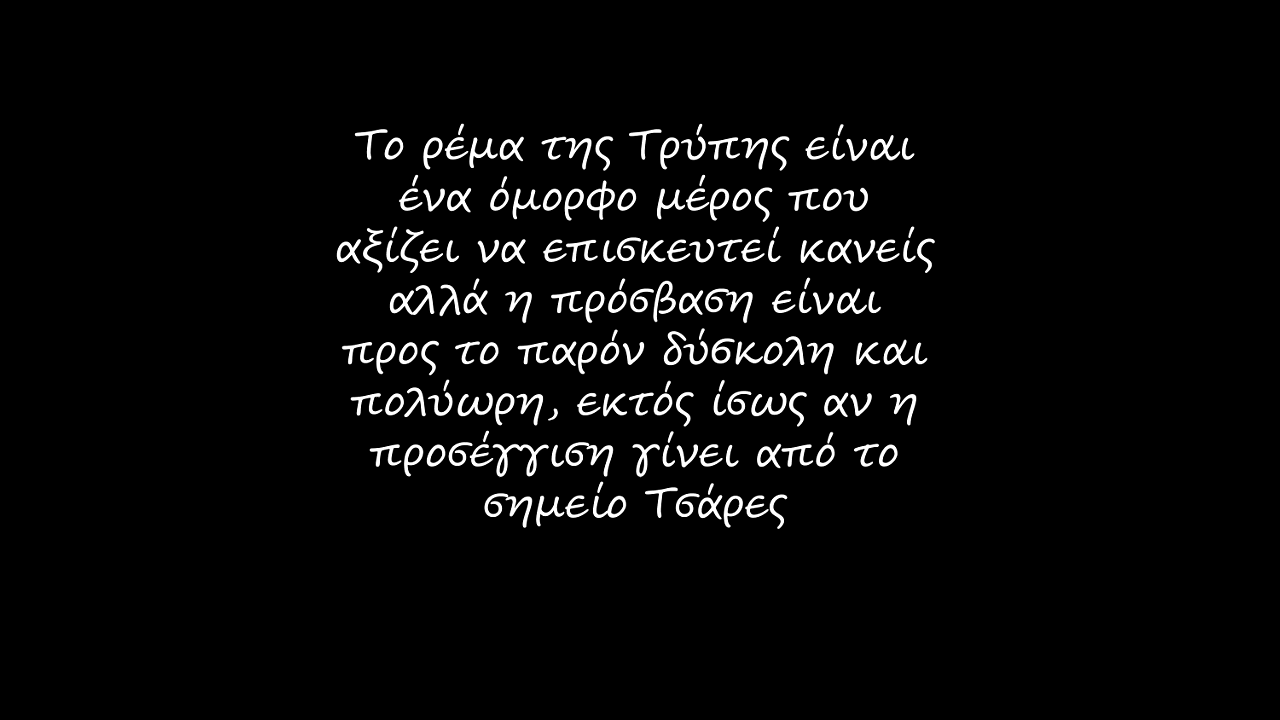 Το ρέμα της Τρύπης είναι
ένα όμορφο μέρος που
αξίζει να επισκευτεί κανείς
αλλά η πρόσβαση είναι
προς το παρόν δύσκολη και
πολύωρη, εκτός ίσως αν η
προσέγγιση γίνει από το
σημείο Τσάρες